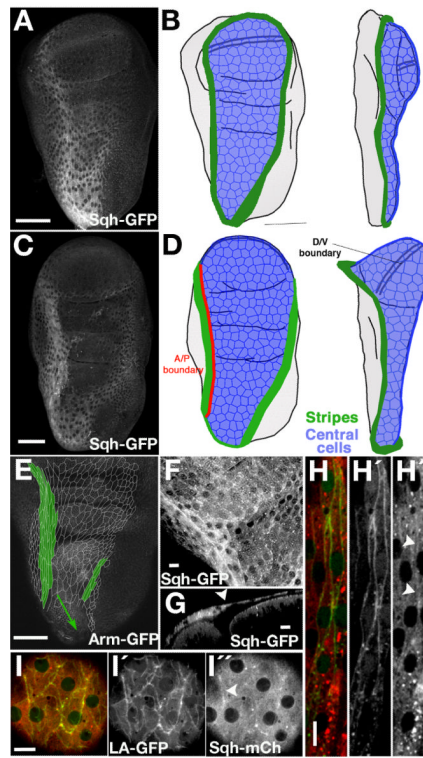 A
Sqh-GFP
B
C
Sqh-GFP
D
D/V
boundary
A/P
boundary
Stripes
Central
cells
E
Arm-GFP
F
Sqh-GFP
G
Sqh-GFP
H
H´
H
I
I´
LA-GFP
I´´
Sqh-mCh